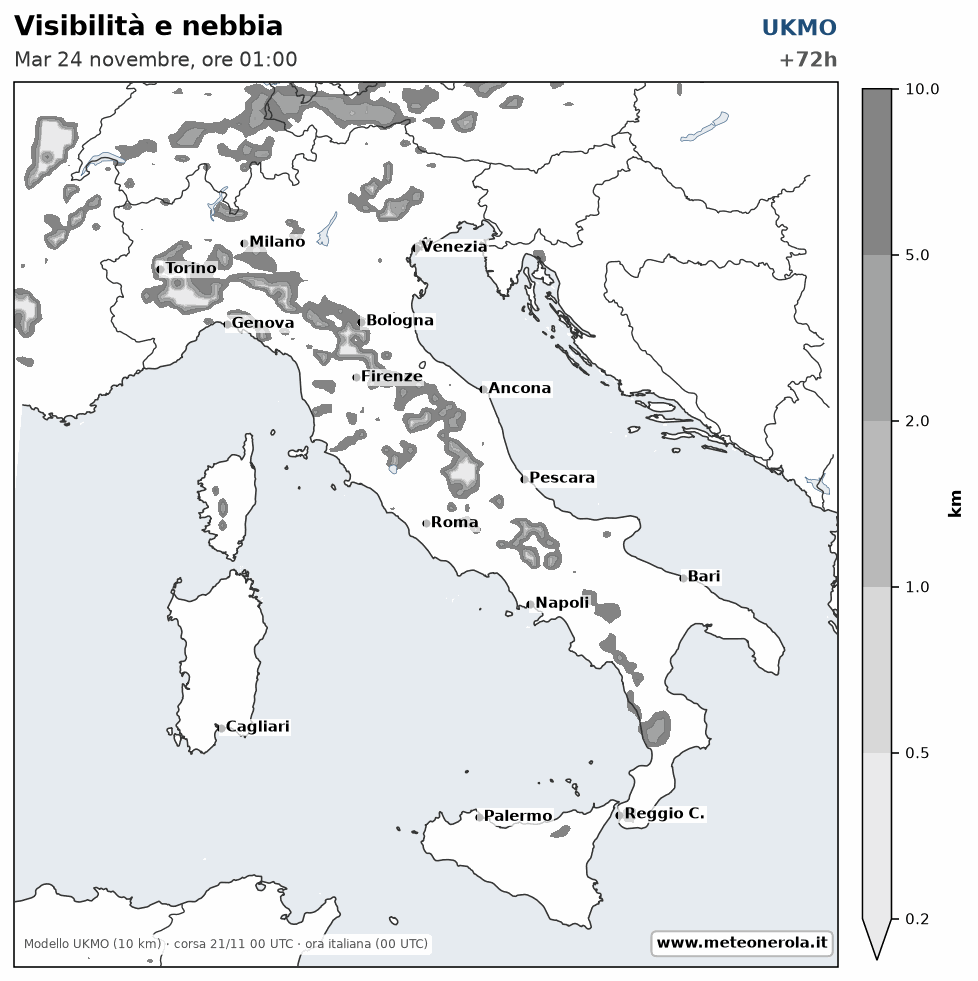 Visibilità e nebbia
UKMO
Mar 24 novembre, ore 01:00
+72h
10.0
5.0
2.0
1.0
0.5
0.2
km
Milano
Venezia
Torino
Genova
Bologna
Firenze
Ancona
Pescara
Roma
Bari
Napoli
Cagliari
Palermo
Reggio C.
Modello UKMO (10 km) · corsa 21/11 00 UTC · ora italiana (00 UTC)
www.meteonerola.it